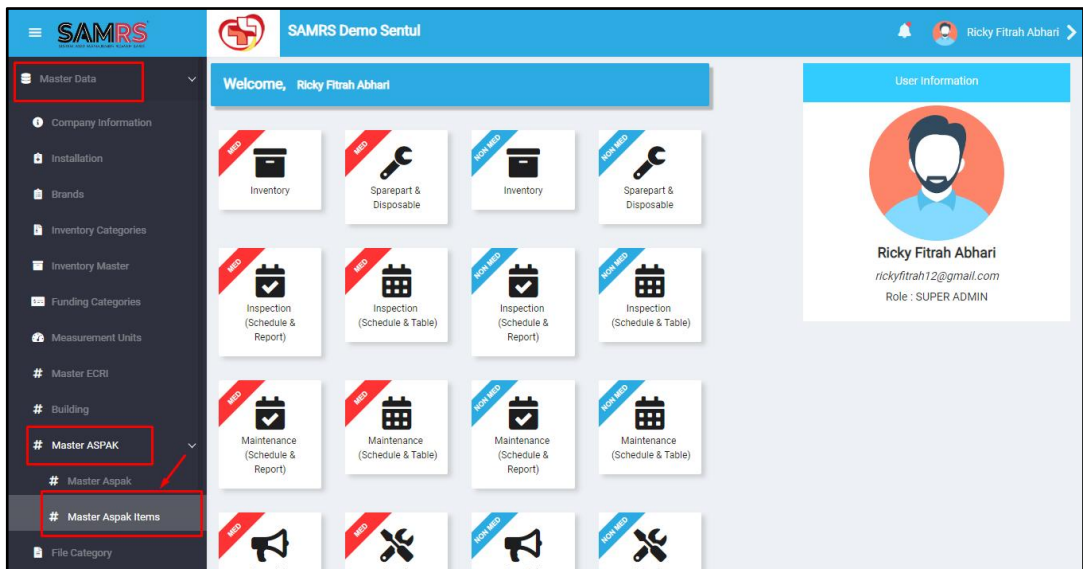 SAMRS
SAMRS Demo Sentul
Ricky Fitrah Abhari
Master Data
Company Information
Installation
Brands
Inventory Categories
Inventory Master
Funding Categories
Measurement Units
Master ECRI
Building
Master ASPAK
Master Aspak
Master Aspak Items
File Category
Welcome, Ricky Fitrah Abhari
MED
Inventory
MED
Sparepart &
Disposable
NON MED
Inventory
NON MED
Sparepart &
Disposable
MED
Inspection
(Schedule &
Report)
MED
Inspection
(Schedule & Table)
NON MED
Inspection
(Schedule &
Report)
NON MED
Inspection
(Schedule & Table)
MED
Maintenance
(Schedule &
Report)
MED
Maintenance
(Schedule & Table)
NON MED
Maintenance
(Schedule &
Report)
NON MED
Maintenance
(Schedule & Table)
MED
MED
NON MED
NON MED
User Information
Ricky Fitrah Abhari
rickyfitrah12@gmail.com
Role : SUPER ADMIN